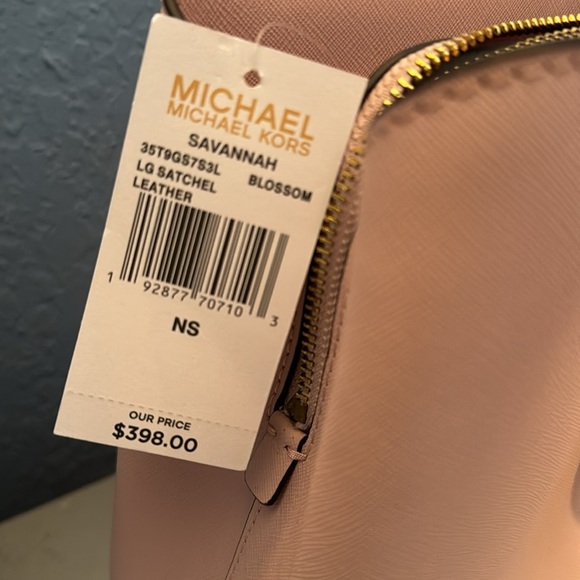 MICHAEL
MICHAEL KORS
SAVANNAH
35T9GS7S3L
LG SATCHEL BLOSSOM
LEATHER
1 92877 70710 3
NS
OUR PRICE
$398.00